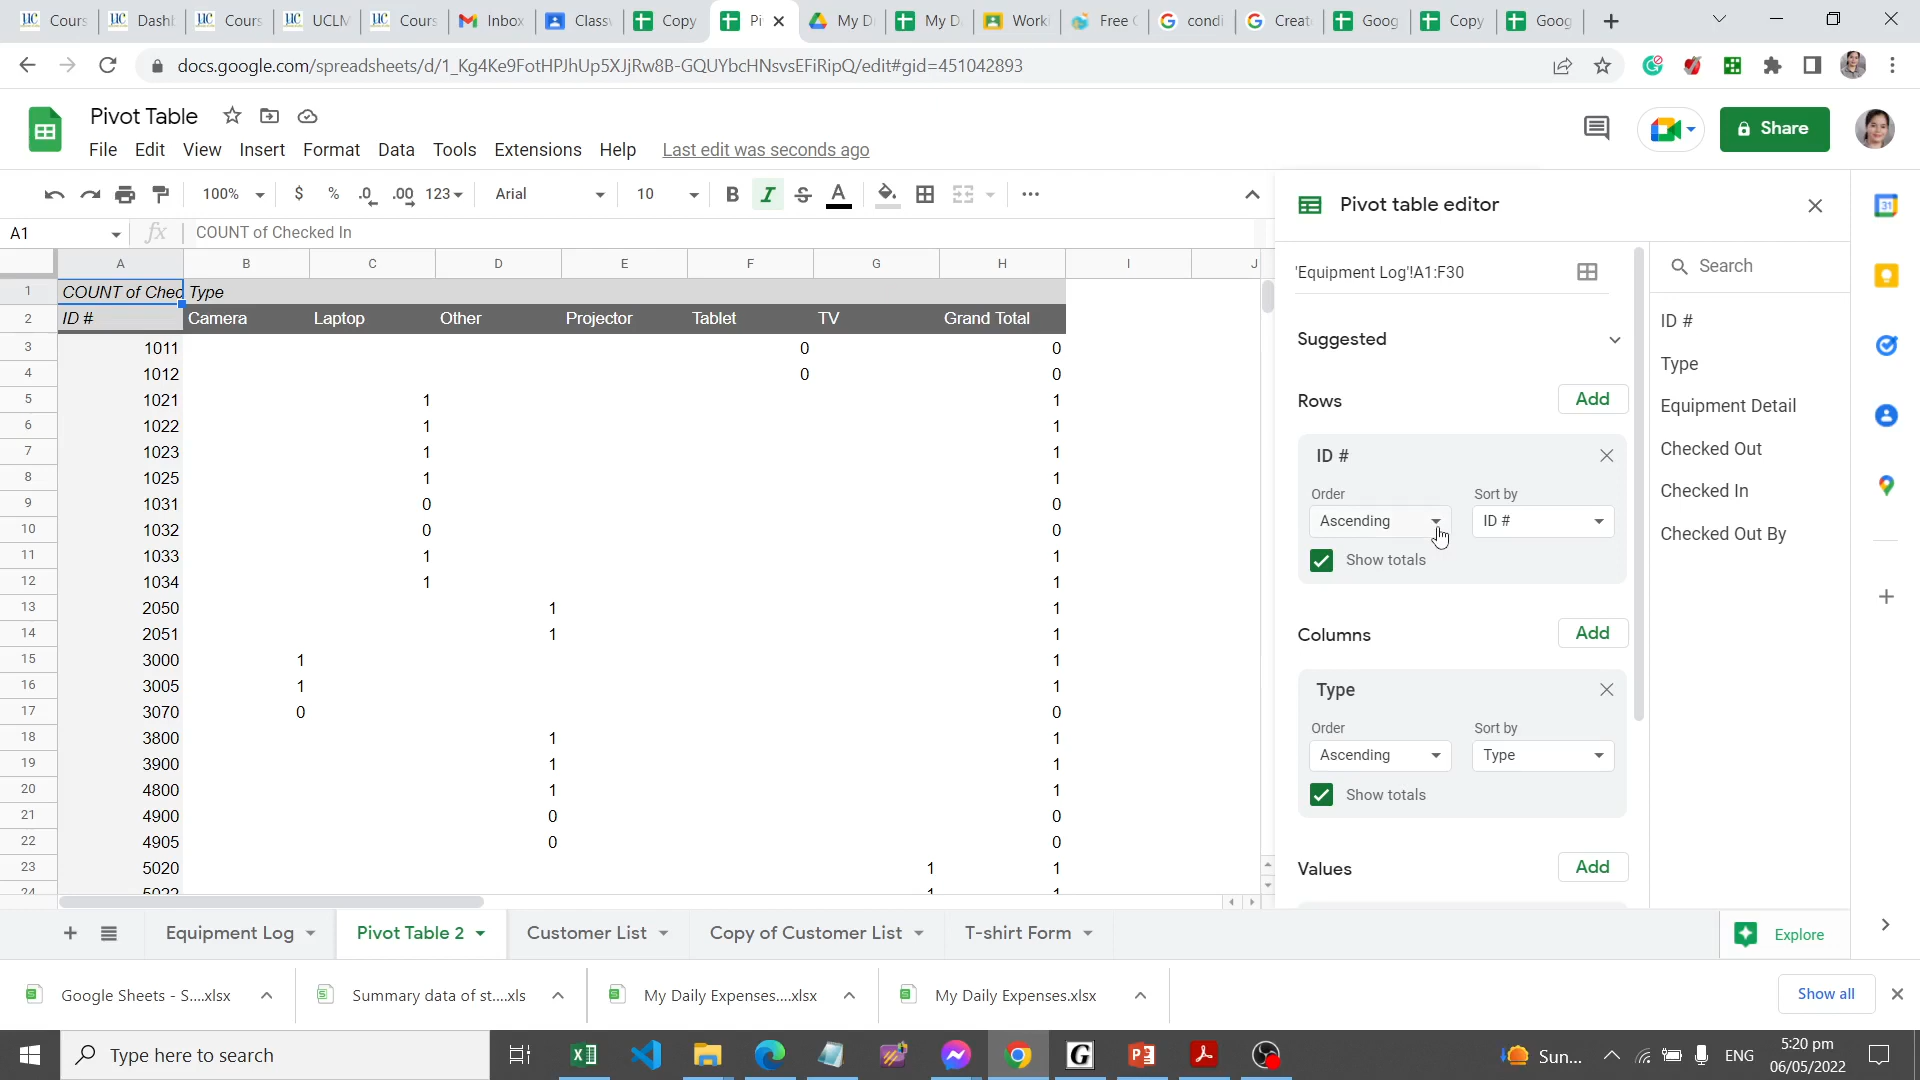 Cours
Dashl
Cours
UCLM
Cours
Inbox
Classv
Copy
Pi
My D
My D
Worki
Free C
condi
Creat
Goog
Copy
Goog
docs.google.com/spreadsheets/d/1_Kg4Ke9FotHPJhUp5XJjRw8B-GQUYbcHNsvsEFiRipQ/edit#gid=451042893
Pivot Table
File Edit View Insert Format Data Tools Extensions Help Last edit was seconds ago
Share
100% $ % .0 .00 123 Arial 10 B I S A
A1 fx COUNT of Checked In
A B C D E F G H I J
1 COUNT of Chec Type
2 ID # Camera Laptop Other Projector Tablet TV Grand Total
3 1011 0 0
4 1012 0 0
5 1021 1 1
6 1022 1 1
7 1023 1 1
8 1025 1 1
9 1031 0 0
10 1032 0 0
11 1033 1 1
12 1034 1 1
13 2050 1 1
14 2051 1 1
15 3000 1 1
16 3005 1 1
17 3070 0 0
18 3800 1 1
19 3900 1 1
20 4800 1 1
21 4900 0 0
22 4905 0 0
23 5020 1 1
24 5022 1 1
Pivot table editor
'Equipment Log'!A1:F30
Suggested
Rows Add
ID #
Order Sort by
Ascending ID #
Show totals
Columns Add
Type
Order Sort by
Ascending Type
Show totals
Values Add
Search
ID #
Type
Equipment Detail
Checked Out
Checked In
Checked Out By
31
Equipment Log Pivot Table 2 Customer List Copy of Customer List T-shirt Form
Explore
Google Sheets - S....xlsx
Summary data of st....xls
My Daily Expenses....xlsx
My Daily Expenses.xlsx
Show all
Type here to search
Sun... ENG
5:20 pm
06/05/2022